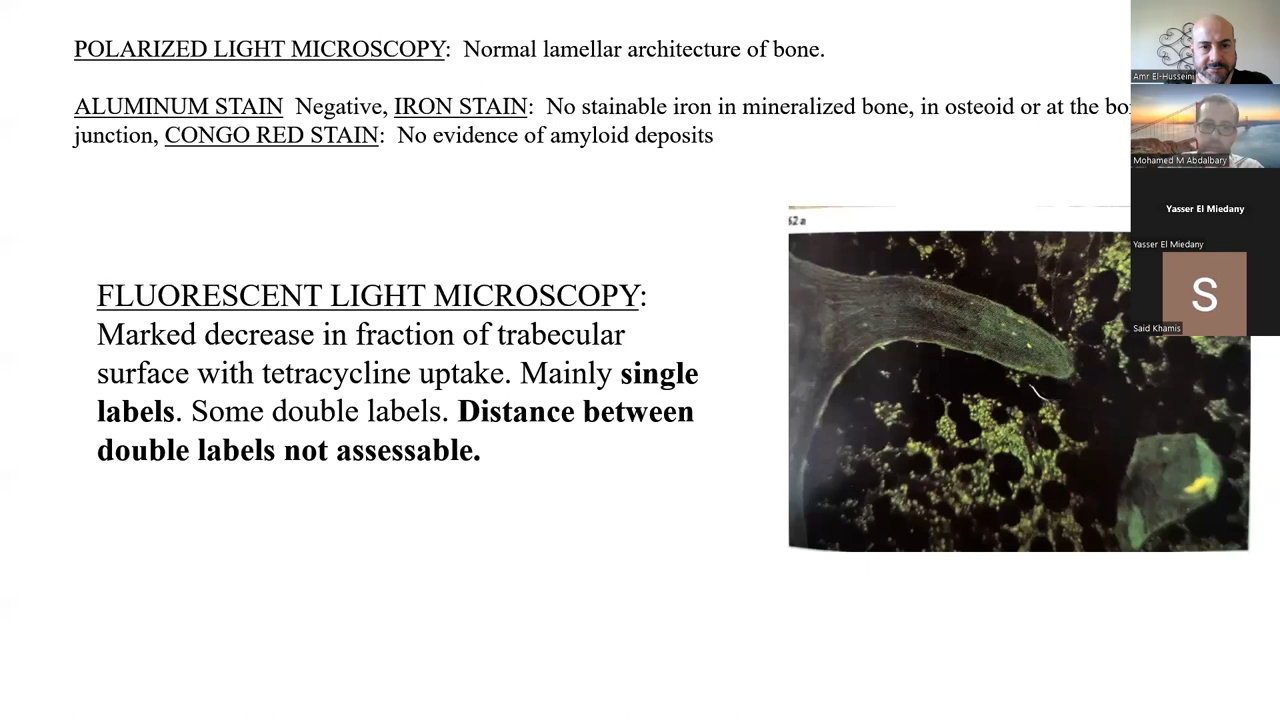 POLARIZED LIGHT MICROSCOPY: Normal lamellar architecture of bone.
ALUMINUM STAIN Negative, IRON STAIN: No stainable iron in mineralized bone, in osteoid or at the
junction, CONGO RED STAIN: No evidence of amyloid deposits
FLUORESCENT LIGHT MICROSCOPY:
Marked decrease in fraction of trabecular
surface with tetracycline uptake. Mainly single
labels. Some double labels. Distance between
double labels not assessable.
Amr El-Husseini
Mohamed M Abdalbary
Yasser El Miedany
Yasser El Miedany
S
Said Khamis